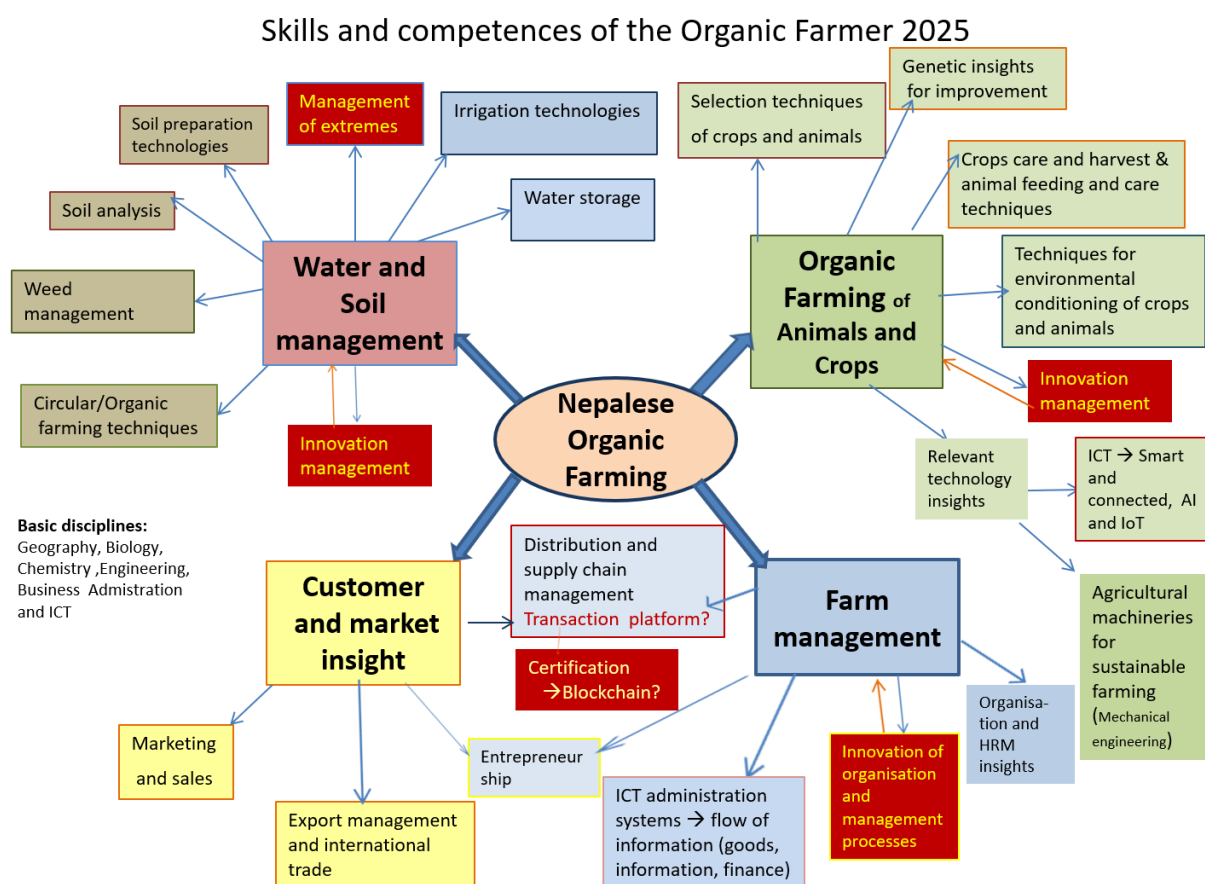 Skills and competences of the Organic Farmer 2025
Soil preparation
technologies
Management
of extremes
Irrigation technologies
Soil analysis
Water storage
Weed
management
Water and
Soil
management
Circular/Organic
farming techniques
Innovation
management
Selection techniques
of crops and animals
Genetic insights
for improvement
Crops care and harvest &
animal feeding and care
techniques
Organic
Farming of
Animals and
Crops
Techniques for
environmental
conditioning of crops
and animals
Innovation
management
Relevant
technology
insights
ICT → Smart
and
connected, AI
and IoT
Agricultural
machineries
for
sustainable
farming
(Mechanical
engineering)
Nepalese
Organic
Farming
Basic disciplines:
Geography, Biology,
Chemistry ,Engineering,
Business Admistration
and ICT
Customer
and market
insight
Distribution and
supply chain
management
Transaction platform?
Certification
→Blockchain?
Marketing
and sales
Export management
and international
trade
Entrepreneur
ship
Farm
management
ICT administration
systems → flow of
information (goods,
information, finance)
Innovation of
organisation
and
management
processes
Organisa-
tion and
HRM
insights